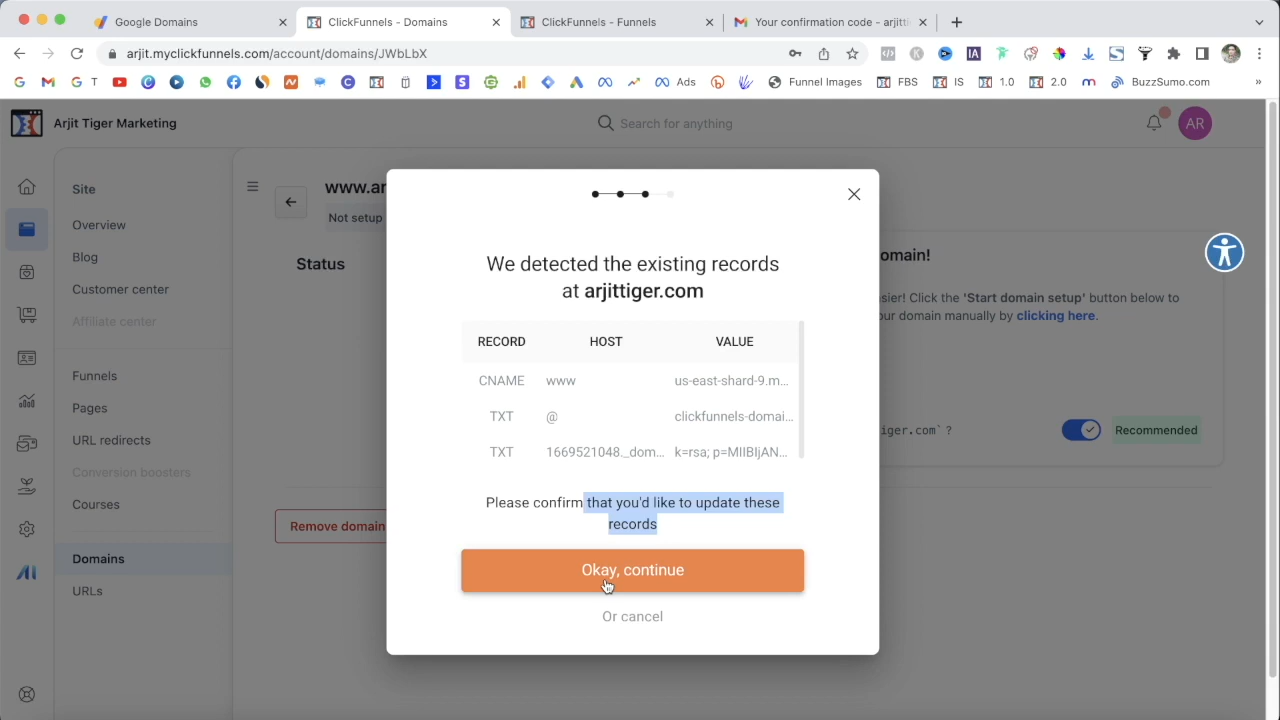 Google Domains
ClickFunnels - Domains
ClickFunnels - Funnels
Your confirmation code - arjitti
arjit.myclickfunnels.com/account/domains/JWbLbX
G T
Ads
Funnel Images
FBS
IS
1.0
2.0
BuzzSumo.com
»
Arjit Tiger Marketing
Search for anything
AR
Site
Overview
Blog
Customer center
Affiliate center
Funnels
Pages
URL redirects
Conversion boosters
Courses
Domains
URLs
www.ar
Not setup
Status
Remove domain
omain!
sier! Click the 'Start domain setup' button below to
our domain manually by clicking here.
iger.com` ?
Recommended
We detected the existing records
at arjittiger.com
RECORD HOST VALUE
CNAME www us-east-shard-9.m...
TXT @ clickfunnels-domai...
TXT 1669521048._dom... k=rsa; p=MIIBIjAN...
Please confirm that you'd like to update these
records
Okay, continue
Or cancel